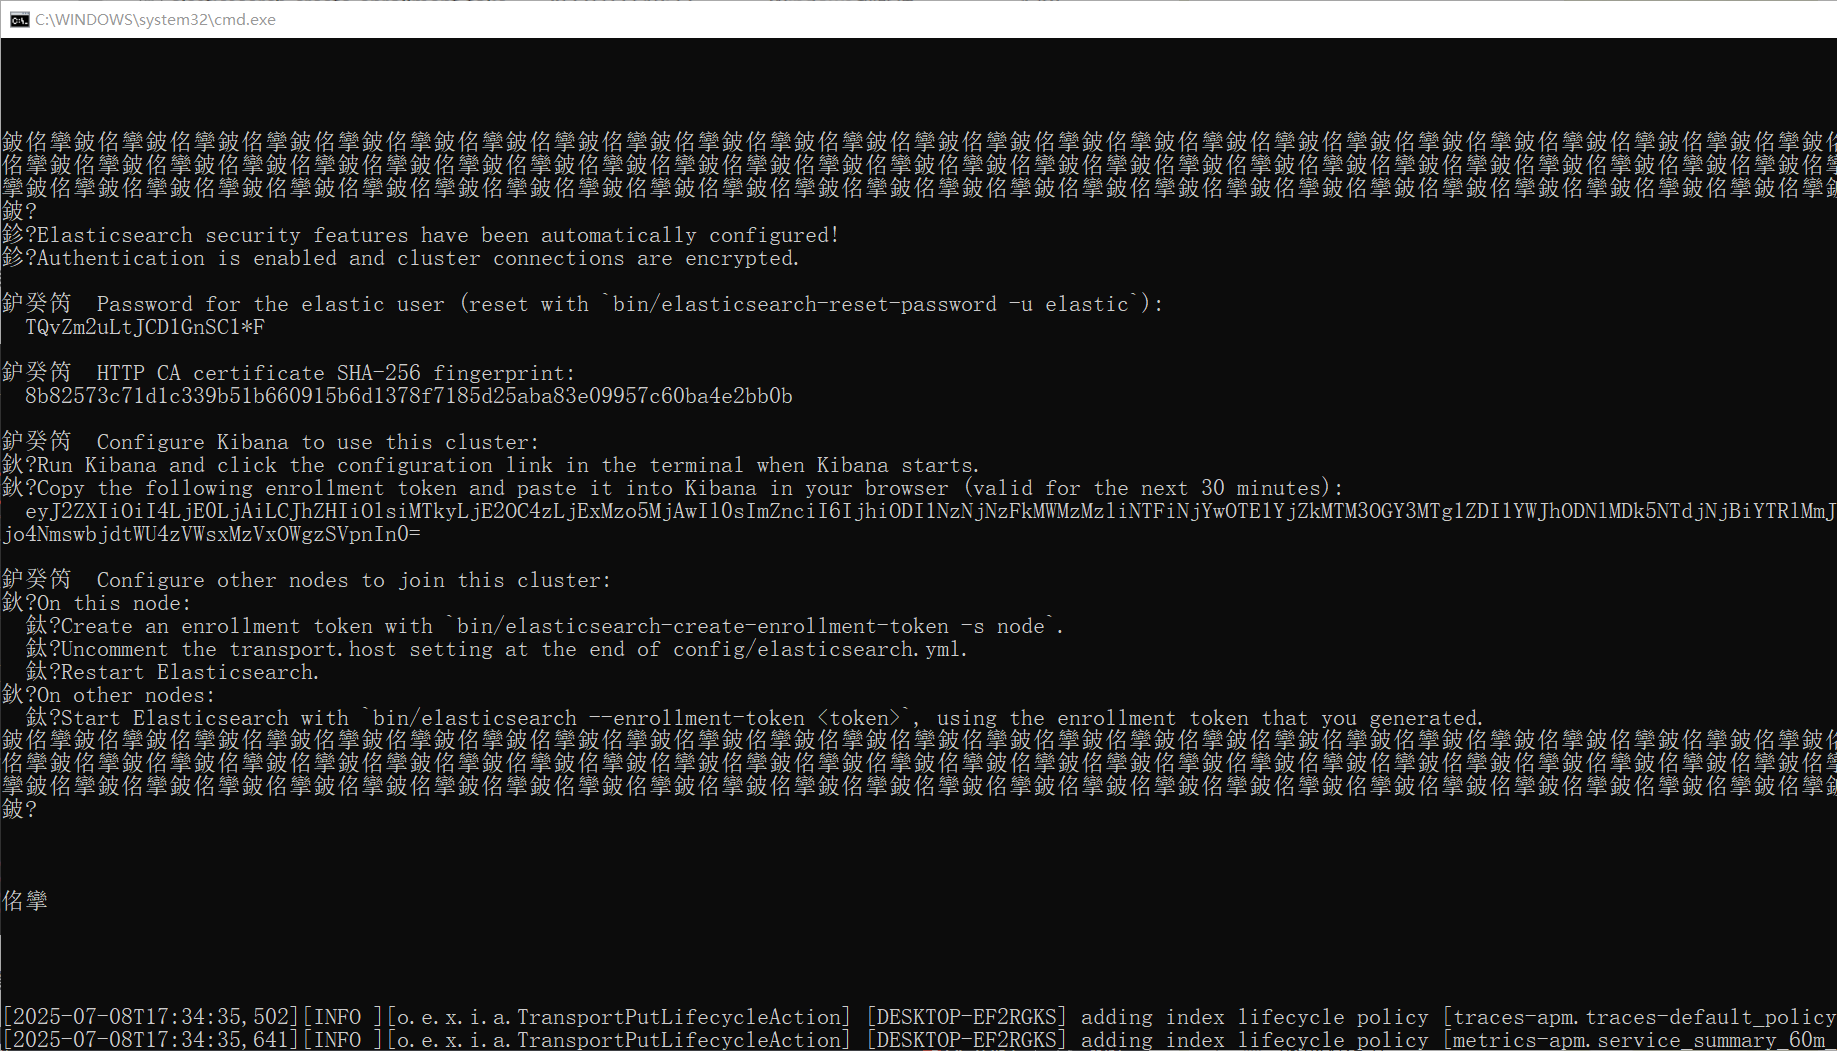 C:\WINDOWS\system32\cmd.exe
鈹佲攣鈹佲攣鈹佲攣鈹佲攣鈹佲攣鈹佲攣鈹佲攣鈹佲攣鈹佲攣鈹佲攣鈹佲攣鈹佲攣鈹佲攣鈹佲攣鈹佲攣鈹佲攣鈹佲攣鈹佲攣鈹佲攣鈹佲攣鈹佲攣鈹佲攣鈹佲攣鈹佲攣鈹佲攣鈹佲
佲攣鈹佲攣鈹佲攣鈹佲攣鈹佲攣鈹佲攣鈹佲攣鈹佲攣鈹佲攣鈹佲攣鈹佲攣鈹佲攣鈹佲攣鈹佲攣鈹佲攣鈹佲攣鈹佲攣鈹佲攣鈹佲攣鈹佲攣鈹佲攣鈹佲攣鈹佲攣鈹佲攣鈹佲攣鈹佲攣
攣鈹佲攣鈹佲攣鈹佲攣鈹佲攣鈹佲攣鈹佲攣鈹佲攣鈹佲攣鈹佲攣鈹佲攣鈹佲攣鈹佲攣鈹佲攣鈹佲攣鈹佲攣鈹佲攣鈹佲攣鈹佲攣鈹佲攣鈹佲攣鈹佲攣鈹佲攣鈹佲攣鈹佲攣鈹佲攣鈹
鈹?
鉁?Elasticsearch security features have been automatically configured!
鉁?Authentication is enabled and cluster connections are encrypted.
鈩癸笍  Password for the elastic user (reset with `bin/elasticsearch-reset-password -u elastic`):
TQvZm2uLtJCD1GnSC1*F
鈩癸笍  HTTP CA certificate SHA-256 fingerprint:
8b82573c71d1c339b51b660915b6d1378f7185d25aba83e09957c60ba4e2bb0b
鈩癸笍  Configure Kibana to use this cluster:
鈥?Run Kibana and click the configuration link in the terminal when Kibana starts.
鈥?Copy the following enrollment token and paste it into Kibana in your browser (valid for the next 30 minutes):
eyJ2ZXIiOiI4LjE0LjAiLCJhZHIiOlsiMTkyLjE2OC4zLjExMzo5MjAwIl0sImZnciI6IjhiODI1NzNjNzFkMWMzMzliNTFiNjYwOTE1YjZkMTM3OGY3MTg1ZDI1YWJhODNlMDk5NTdjNjBiYTRlMmJ
jo4NmswbjdtWU4zVWsxMzVxOWgzSVpnIn0=
鈩癸笍  Configure other nodes to join this cluster:
鈥?On this node:
鈦?Create an enrollment token with `bin/elasticsearch-create-enrollment-token -s node`.
鈦?Uncomment the transport.host setting at the end of config/elasticsearch.yml.
鈦?Restart Elasticsearch.
鈥?On other nodes:
鈦?Start Elasticsearch with `bin/elasticsearch --enrollment-token <token>`, using the enrollment token that you generated.
鈹佲攣鈹佲攣鈹佲攣鈹佲攣鈹佲攣鈹佲攣鈹佲攣鈹佲攣鈹佲攣鈹佲攣鈹佲攣鈹佲攣鈹佲攣鈹佲攣鈹佲攣鈹佲攣鈹佲攣鈹佲攣鈹佲攣鈹佲攣鈹佲攣鈹佲攣鈹佲攣鈹佲攣鈹佲攣鈹佲
佲攣鈹佲攣鈹佲攣鈹佲攣鈹佲攣鈹佲攣鈹佲攣鈹佲攣鈹佲攣鈹佲攣鈹佲攣鈹佲攣鈹佲攣鈹佲攣鈹佲攣鈹佲攣鈹佲攣鈹佲攣鈹佲攣鈹佲攣鈹佲攣鈹佲攣鈹佲攣鈹佲攣鈹佲攣鈹佲攣
攣鈹佲攣鈹佲攣鈹佲攣鈹佲攣鈹佲攣鈹佲攣鈹佲攣鈹佲攣鈹佲攣鈹佲攣鈹佲攣鈹佲攣鈹佲攣鈹佲攣鈹佲攣鈹佲攣鈹佲攣鈹佲攣鈹佲攣鈹佲攣鈹佲攣鈹佲攣鈹佲攣鈹佲攣鈹佲攣鈹
鈹?
佲攣
[2025-07-08T17:34:35,502][INFO ][o.e.x.i.a.TransportPutLifecycleAction] [DESKTOP-EF2RGKS] adding index lifecycle policy [traces-apm.traces-default_policy
[2025-07-08T17:34:35,641][INFO ][o.e.x.i.a.TransportPutLifecycleAction] [DESKTOP-EF2RGKS] adding index lifecycle policy [metrics-apm.service_summary_60m_